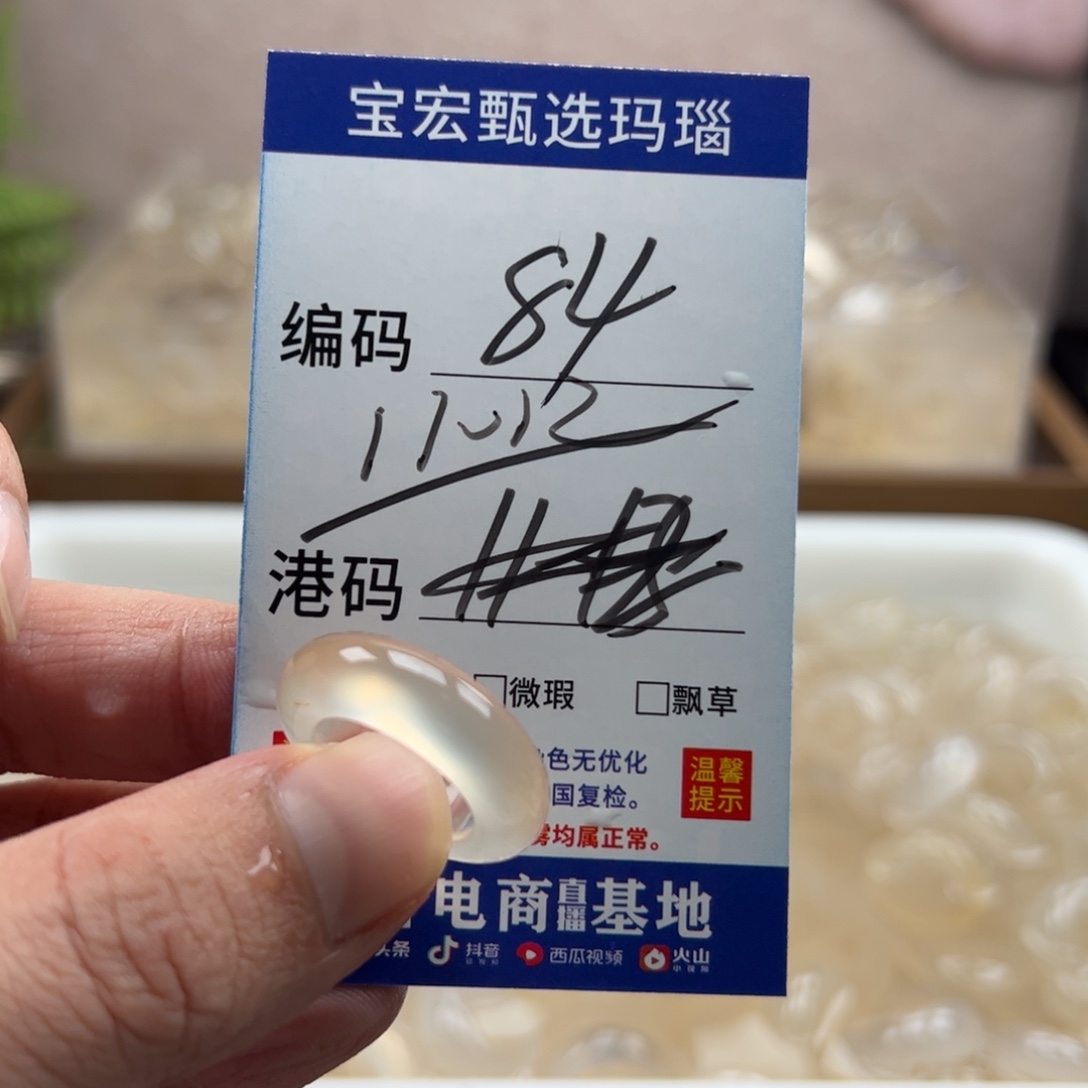 宝宏甄选玛瑙
编码 84
港码
微瑕 飘草
色无优化
国复检。
温馨
提示
雾均属正常。
电商直播基地
头条 抖音 西瓜视频 火山